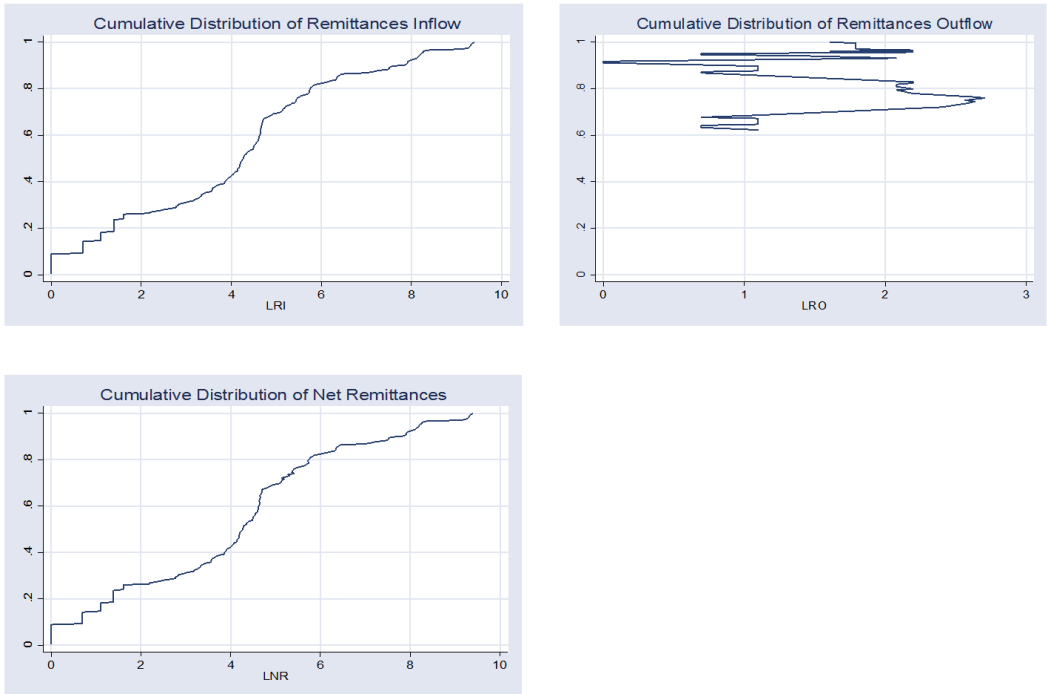 Cumulative Distribution of Remittances Inflow
1
.8
.6
.4
.2
0
0 2 4 6 8 10
LRI
Cumulative Distribution of Remittances Outflow
1
.8
.6
.4
.2
0
0 1 2 3
LRO
Cumulative Distribution of Net Remittances
1
.8
.6
.4
.2
0
0 2 4 6 8 10
LNR